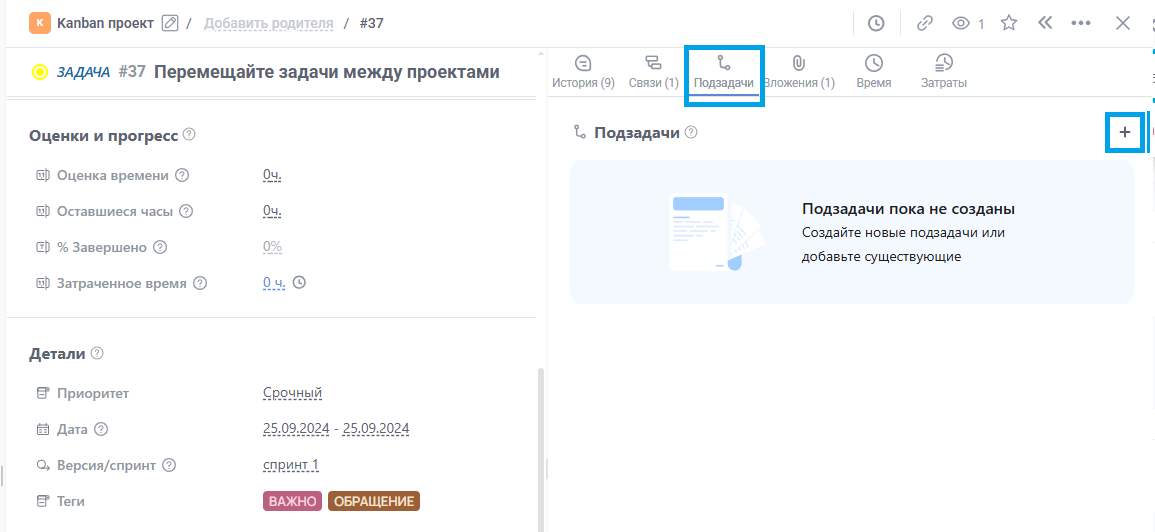 К Kanban проект / Добавить родителя / #37
1
ЗАДАЧА #37 Перемещайте задачи между проектами
История (9) Связи (1) Подзадачи Вложения (1) Время Затраты
Оценки и прогресс
Оценка времени 0ч.
Оставшиеся часы 0ч.
% Завершено 0%
Затраченное время 0 ч.
Детали
Приоритет Срочный
Дата 25.09.2024 - 25.09.2024
Версия/спринт спринт 1
Теги ВАЖНО ОБРАЩЕНИЕ
Подзадачи
Подзадачи пока не созданы
Создайте новые подзадачи или
добавьте существующие